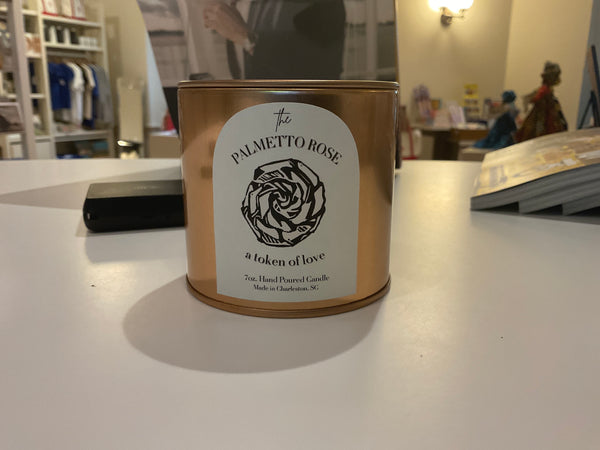 the
PALMETTO ROSE
a token of love
7oz. Hand Poured Candle
Made in Charleston, SC